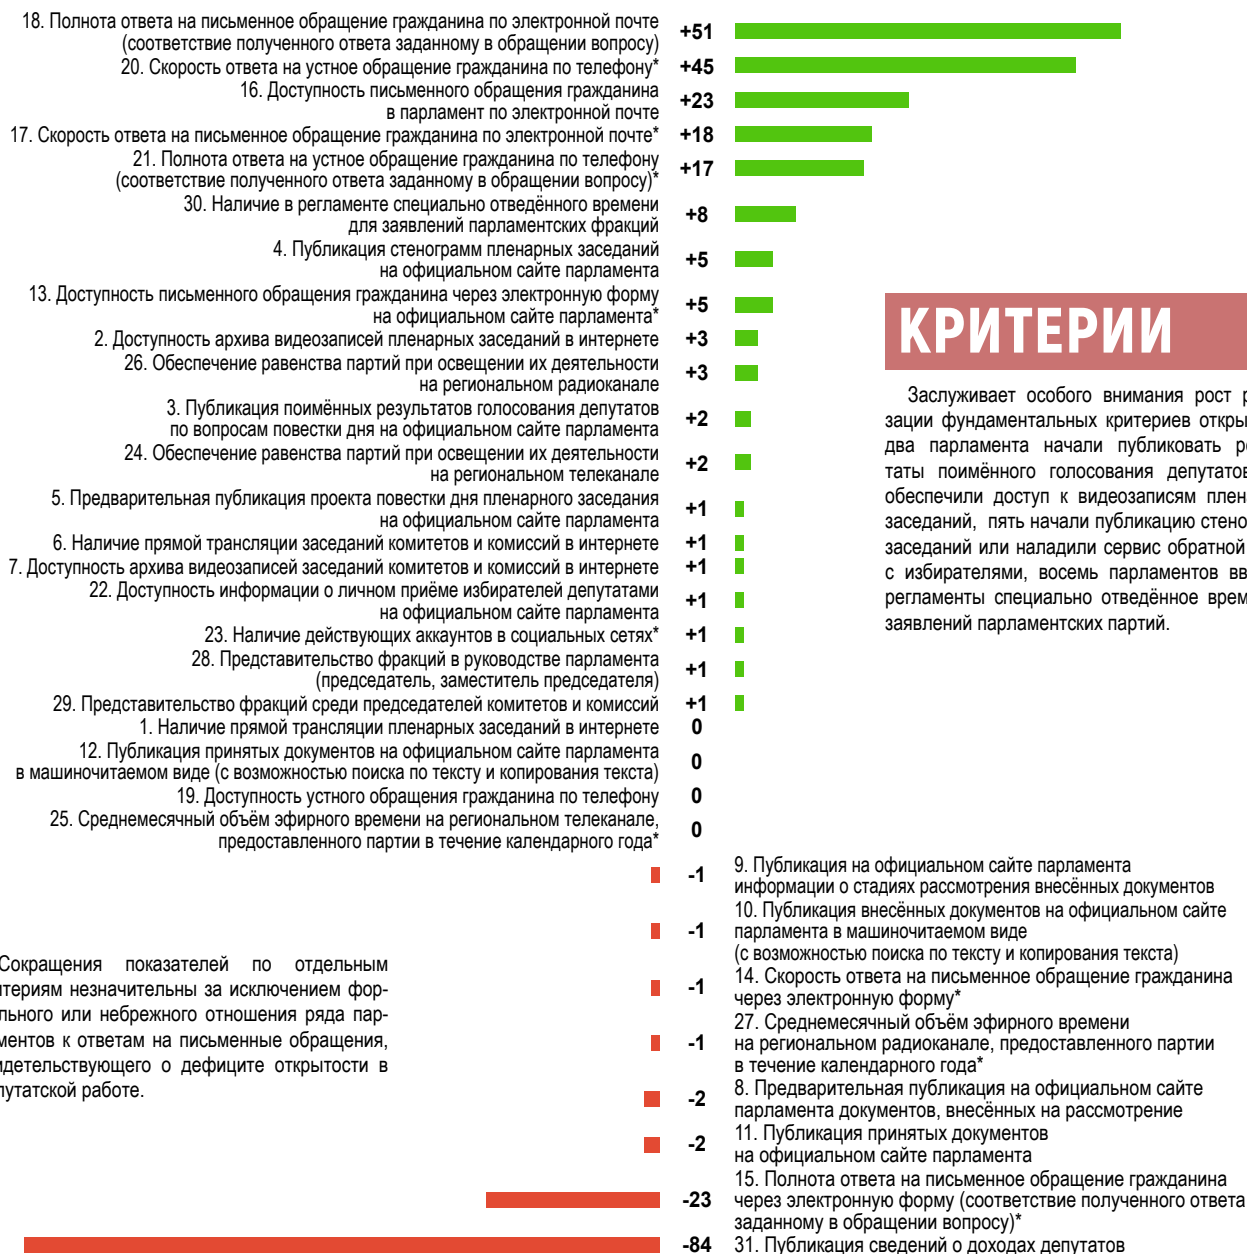 18. Полнота ответа на письменное обращение гражданина по электронной почте
(соответствие полученного ответа заданному в обращении вопросу) +51
20. Скорость ответа на устное обращение гражданина по телефону* +45
16. Доступность письменного обращения гражданина
в парламент по электронной почте +23
17. Скорость ответа на письменное обращение гражданина по электронной почте* +18
21. Полнота ответа на устное обращение гражданина по телефону
(соответствие полученного ответа заданному в обращении вопросу)* +17
30. Наличие в регламенте специально отведённого времени
для заявлений парламентских фракций +8
4. Публикация стенограмм пленарных заседаний
на официальном сайте парламента +5
13. Доступность письменного обращения гражданина через электронную форму
на официальном сайте парламента* +5
2. Доступность архива видеозаписей пленарных заседаний в интернете +3
26. Обеспечение равенства партий при освещении их деятельности
на региональном радиоканале +3
3. Публикация поимённых результатов голосования депутатов
по вопросам повестки дня на официальном сайте парламента +2
24. Обеспечение равенства партий при освещении их деятельности
на региональном телеканале +2
5. Предварительная публикация проекта повестки дня пленарного заседания
на официальном сайте парламента +1
6. Наличие прямой трансляции заседаний комитетов и комиссий в интернете +1
7. Доступность архива видеозаписей заседаний комитетов и комиссий в интернете +1
22. Доступность информации о личном приёме избирателей депутатами
на официальном сайте парламента +1
23. Наличие действующих аккаунтов в социальных сетях* +1
28. Представительство фракций в руководстве парламента
(председатель, заместитель председателя) +1
29. Представительство фракций среди председателей комитетов и комиссий +1
1. Наличие прямой трансляции пленарных заседаний в интернете 0
12. Публикация принятых документов на официальном сайте парламента
в машиночитаемом виде (с возможностью поиска по тексту и копирования текста) 0
19. Доступность устного обращения гражданина по телефону 0
25. Среднемесячный объём эфирного времени на региональном телеканале,
предоставленного партии в течение календарного года* 0
КРИТЕРИИ
Заслуживает особого внимания рост
зации фундаментальных критериев
два парламента начали публиковать
таты поимённого голосования депутатов
обеспечили доступ к видеозаписям
заседаний, пять начали публикацию
заседаний или наладили сервис обратной
с избирателями, восемь парламентов
регламенты специально отведённое
заявлений парламентских партий.
-1 9. Публикация на официальном сайте парламента
информации о стадиях рассмотрения внесённых документов
-1 10. Публикация внесённых документов на официальном сайте
парламента в машиночитаемом виде
(с возможностью поиска по тексту и копирования текста)
-1 14. Скорость ответа на письменное обращение гражданина
через электронную форму*
-1 27. Среднемесячный объём эфирного времени
на региональном радиоканале, предоставленного партии
в течение календарного года*
-2 8. Предварительная публикация на официальном сайте
парламента документов, внесённых на рассмотрение
-2 11. Публикация принятых документов
на официальном сайте парламента
-23 15. Полнота ответа на письменное обращение гражданина
через электронную форму (соответствие полученного ответа
заданному в обращении вопросу)*
-84 31. Публикация сведений о доходах депутатов
Сокращения показателей по отдельным
незначительны за исключением фор-
или небрежного отношения ряда пар-
к ответам на письменные обращения,
о дефиците открытости в
работе.